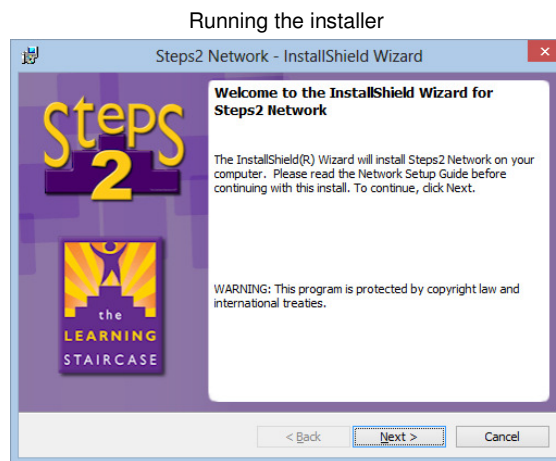 Running the installer
Steps2 Network - InstallShield Wizard
Steps
2
the
LEARNING
STAIRCASE
Welcome to the InstallShield Wizard for
Steps2 Network
The InstallShield(R) Wizard will install Steps2 Network on your
computer. Please read the Network Setup Guide before
continuing with this install. To continue, click Next.
WARNING: This program is protected by copyright law and
international treaties.
< Back
Next >
Cancel